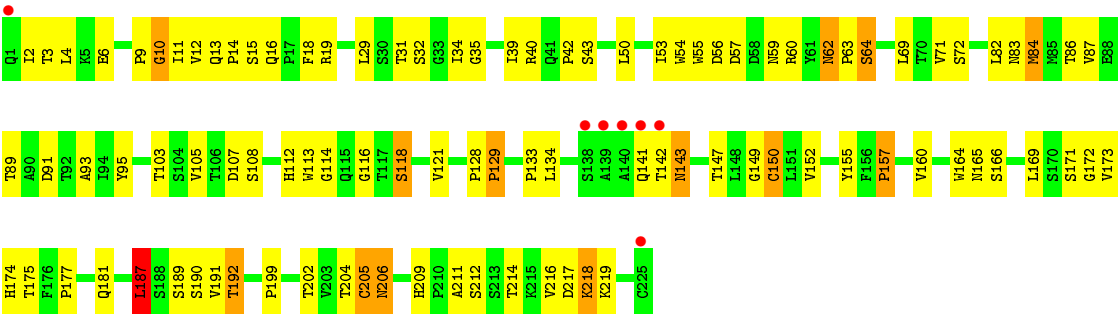 Q1 I2 T3 L4 K5 E6 P9 G10 I11 V12 Q13 P14 S15 Q16 P17 F18 R19 L29 S30 T31 S32 G33 I34 G35 I39 R40 Q41 P42 S43 L50 I53 W54 W55 D56 D57 D58 N59 R60 Y61 N62 P63 S64 L69 T70 V71 S72 L82 N83 M84 M85 T86 V87 E88
T89 A90 D91 T92 A93 I94 Y95 T103 S104 V105 T106 D107 S108 H112 W113 G114 Q115 G116 T117 S118 V121 P128 P129 P133 L134 S138 A139 A140 Q141 T142 N143 T147 L148 G149 C150 L151 V152 Y155 F156 P157 V160 W164 N165 S166 L169 S170 S171 G172 V173
H174 T175 F176 P177 Q181 L187 S188 S189 S190 V191 T192 P199 T202 V203 T204 C205 N206 H209 P210 A211 S212 S213 T214 K215 V216 D217 K218 K219 C225